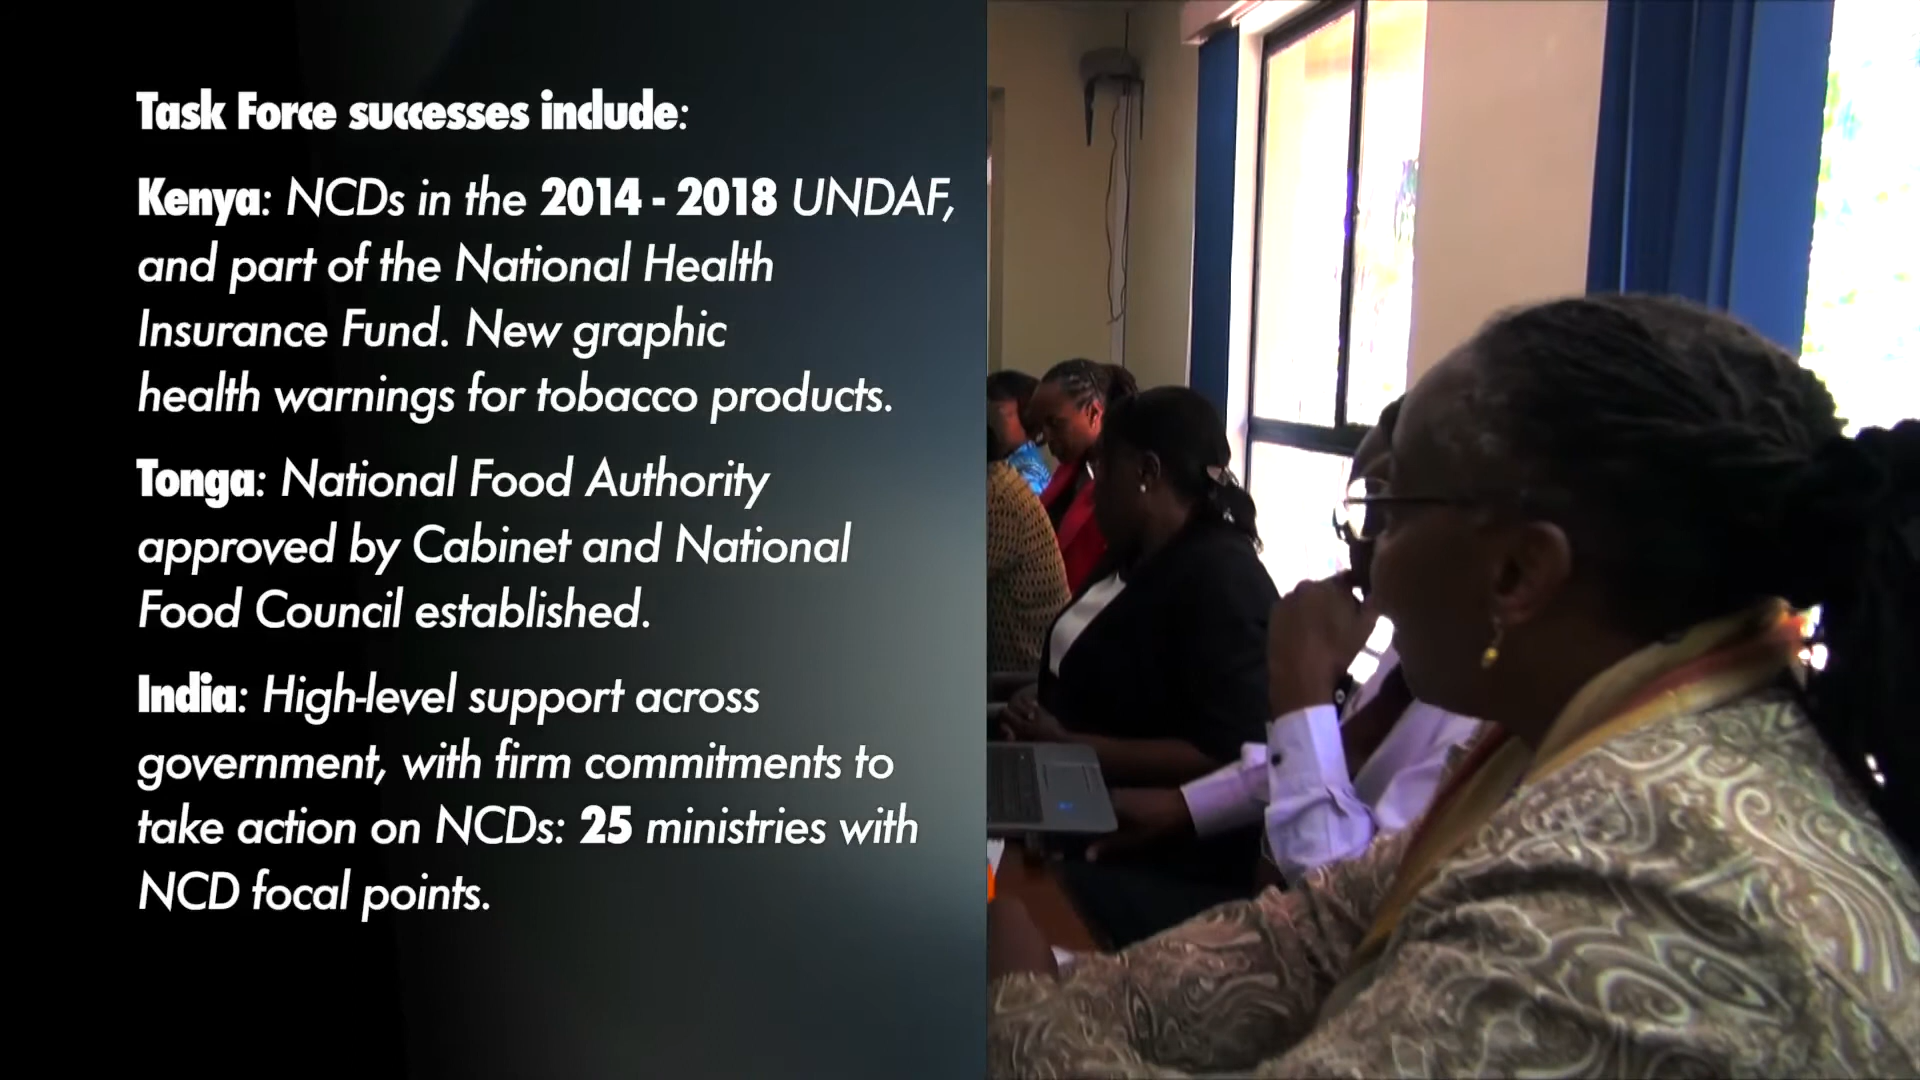 Task Force successes include:
Kenya: NCDs in the 2014 - 2018 UNDAF,
and part of the National Health
Insurance Fund. New graphic
health warnings for tobacco products.
Tonga: National Food Authority
approved by Cabinet and National
Food Council established.
India: High-level support across
government, with firm commitments to
take action on NCDs: 25 ministries with
NCD focal points.